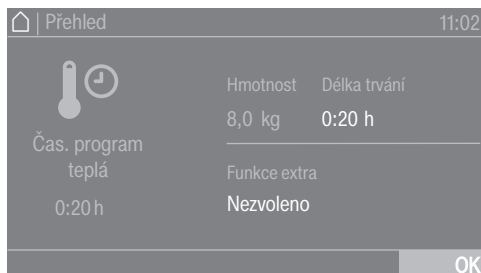 Přehled 11:02
Hmotnost Délka trvání
8,0 kg 0:20 h
Čas. program
teplá
0:20 h
Funkce extra
Nezvoleno
OK